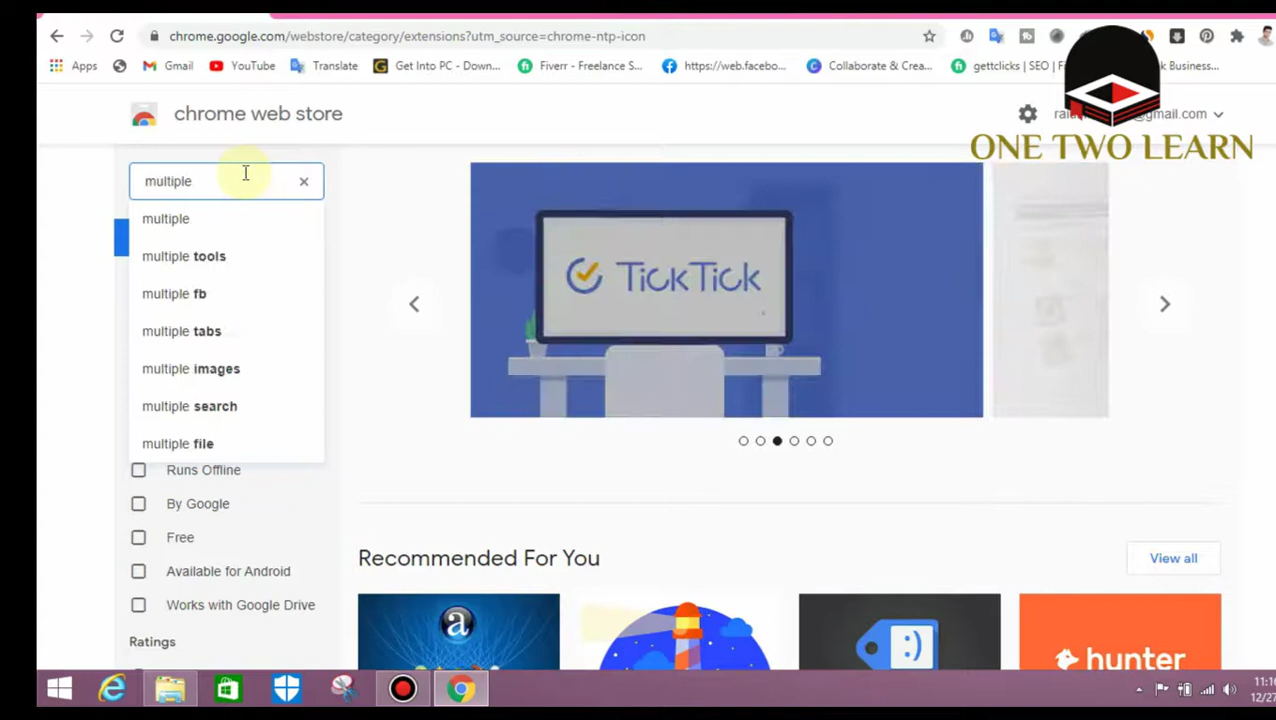 chrome.google.com/webstore/category/extensions?utm_source=chrome-ntp-icon
Apps
Gmail
YouTube
Translate
Get Into PC - Down...
Fiverr - Freelance S...
https://web.facebo...
Collaborate & Crea...
gettclicks | SEO | F
k Business...
chrome web store
@gmail.com
ONE TWO LEARN
multiple
multiple
multiple tools
multiple fb
multiple tabs
multiple images
multiple search
multiple file
TickTick
Runs Offline
By Google
Free
Available for Android
Works with Google Drive
Ratings
Recommended For You
View all
a
:)
hunter
11:16
12/27